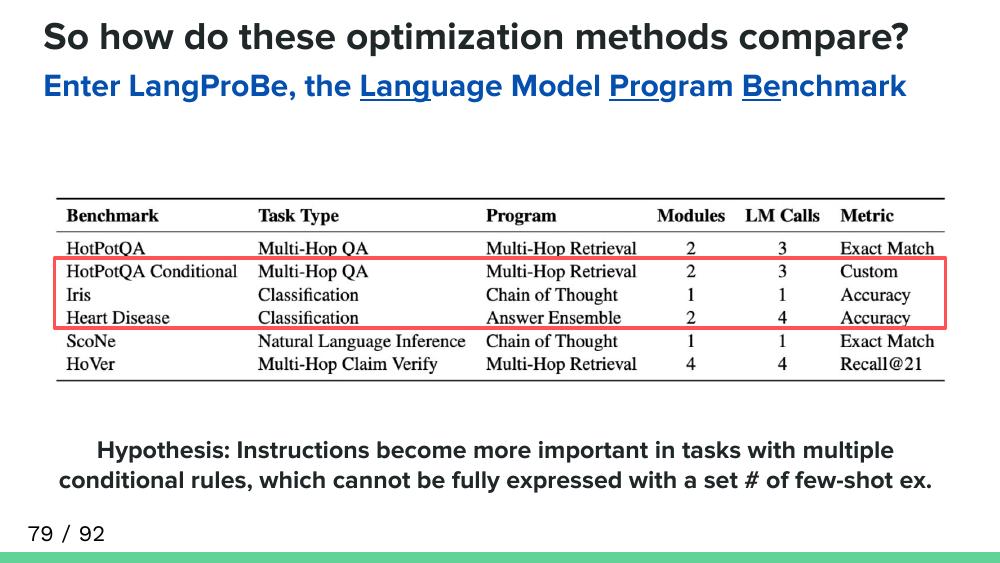 So how do these optimization methods compare?
Enter LangProBe, the Language Model Program Benchmark
Benchmark Task Type Program Modules LM Calls Metric
HotPotQA Multi-Hop QA Multi-Hop Retrieval 2 3 Exact Match
HotPotQA Conditional Multi-Hop QA Multi-Hop Retrieval 2 3 Custom
Iris Classification Chain of Thought 1 1 Accuracy
Heart Disease Classification Answer Ensemble 2 4 Accuracy
ScoNe Natural Language Inference Chain of Thought 1 1 Exact Match
HoVer Multi-Hop Claim Verify Multi-Hop Retrieval 4 4 Recall@21
Hypothesis: Instructions become more important in tasks with multiple
conditional rules, which cannot be fully expressed with a set # of few-shot ex.
79 / 92